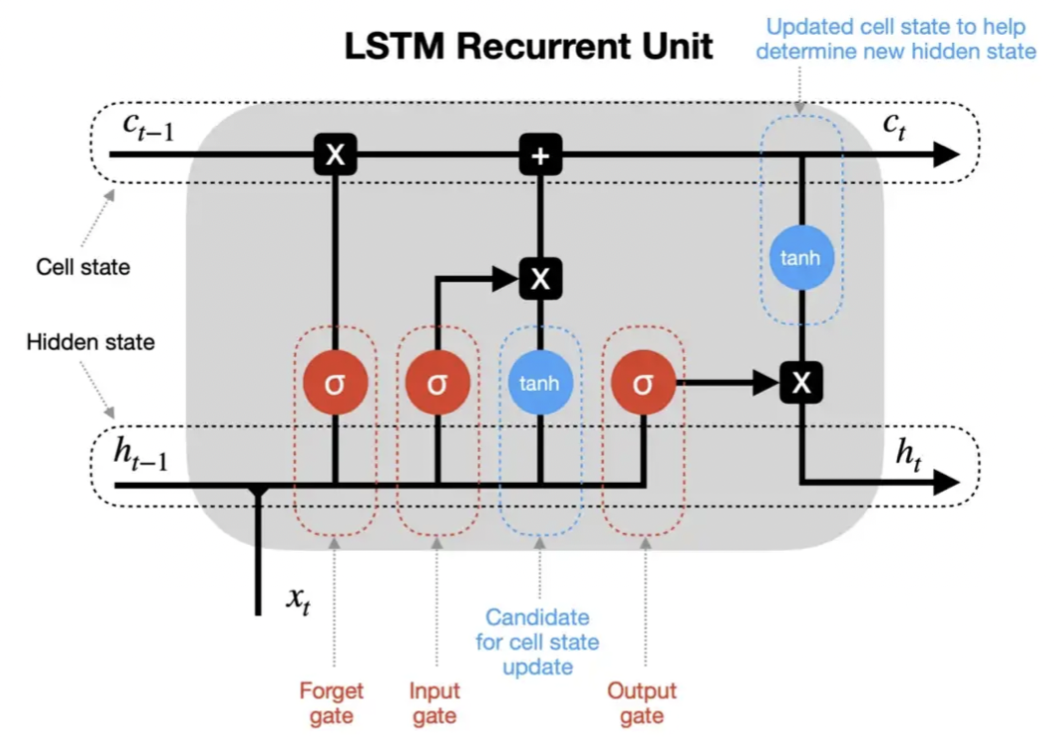 LSTM Recurrent Unit
Updated cell state to help
determine new hidden state
c_{t−1}
c_t
X
+
Cell state
tanh
X
Hidden state
σ
σ
tanh
σ
X
h_{t−1}
h_t
x_t
Candidate
for cell state
update
Forget
gate
Input
gate
Output
gate